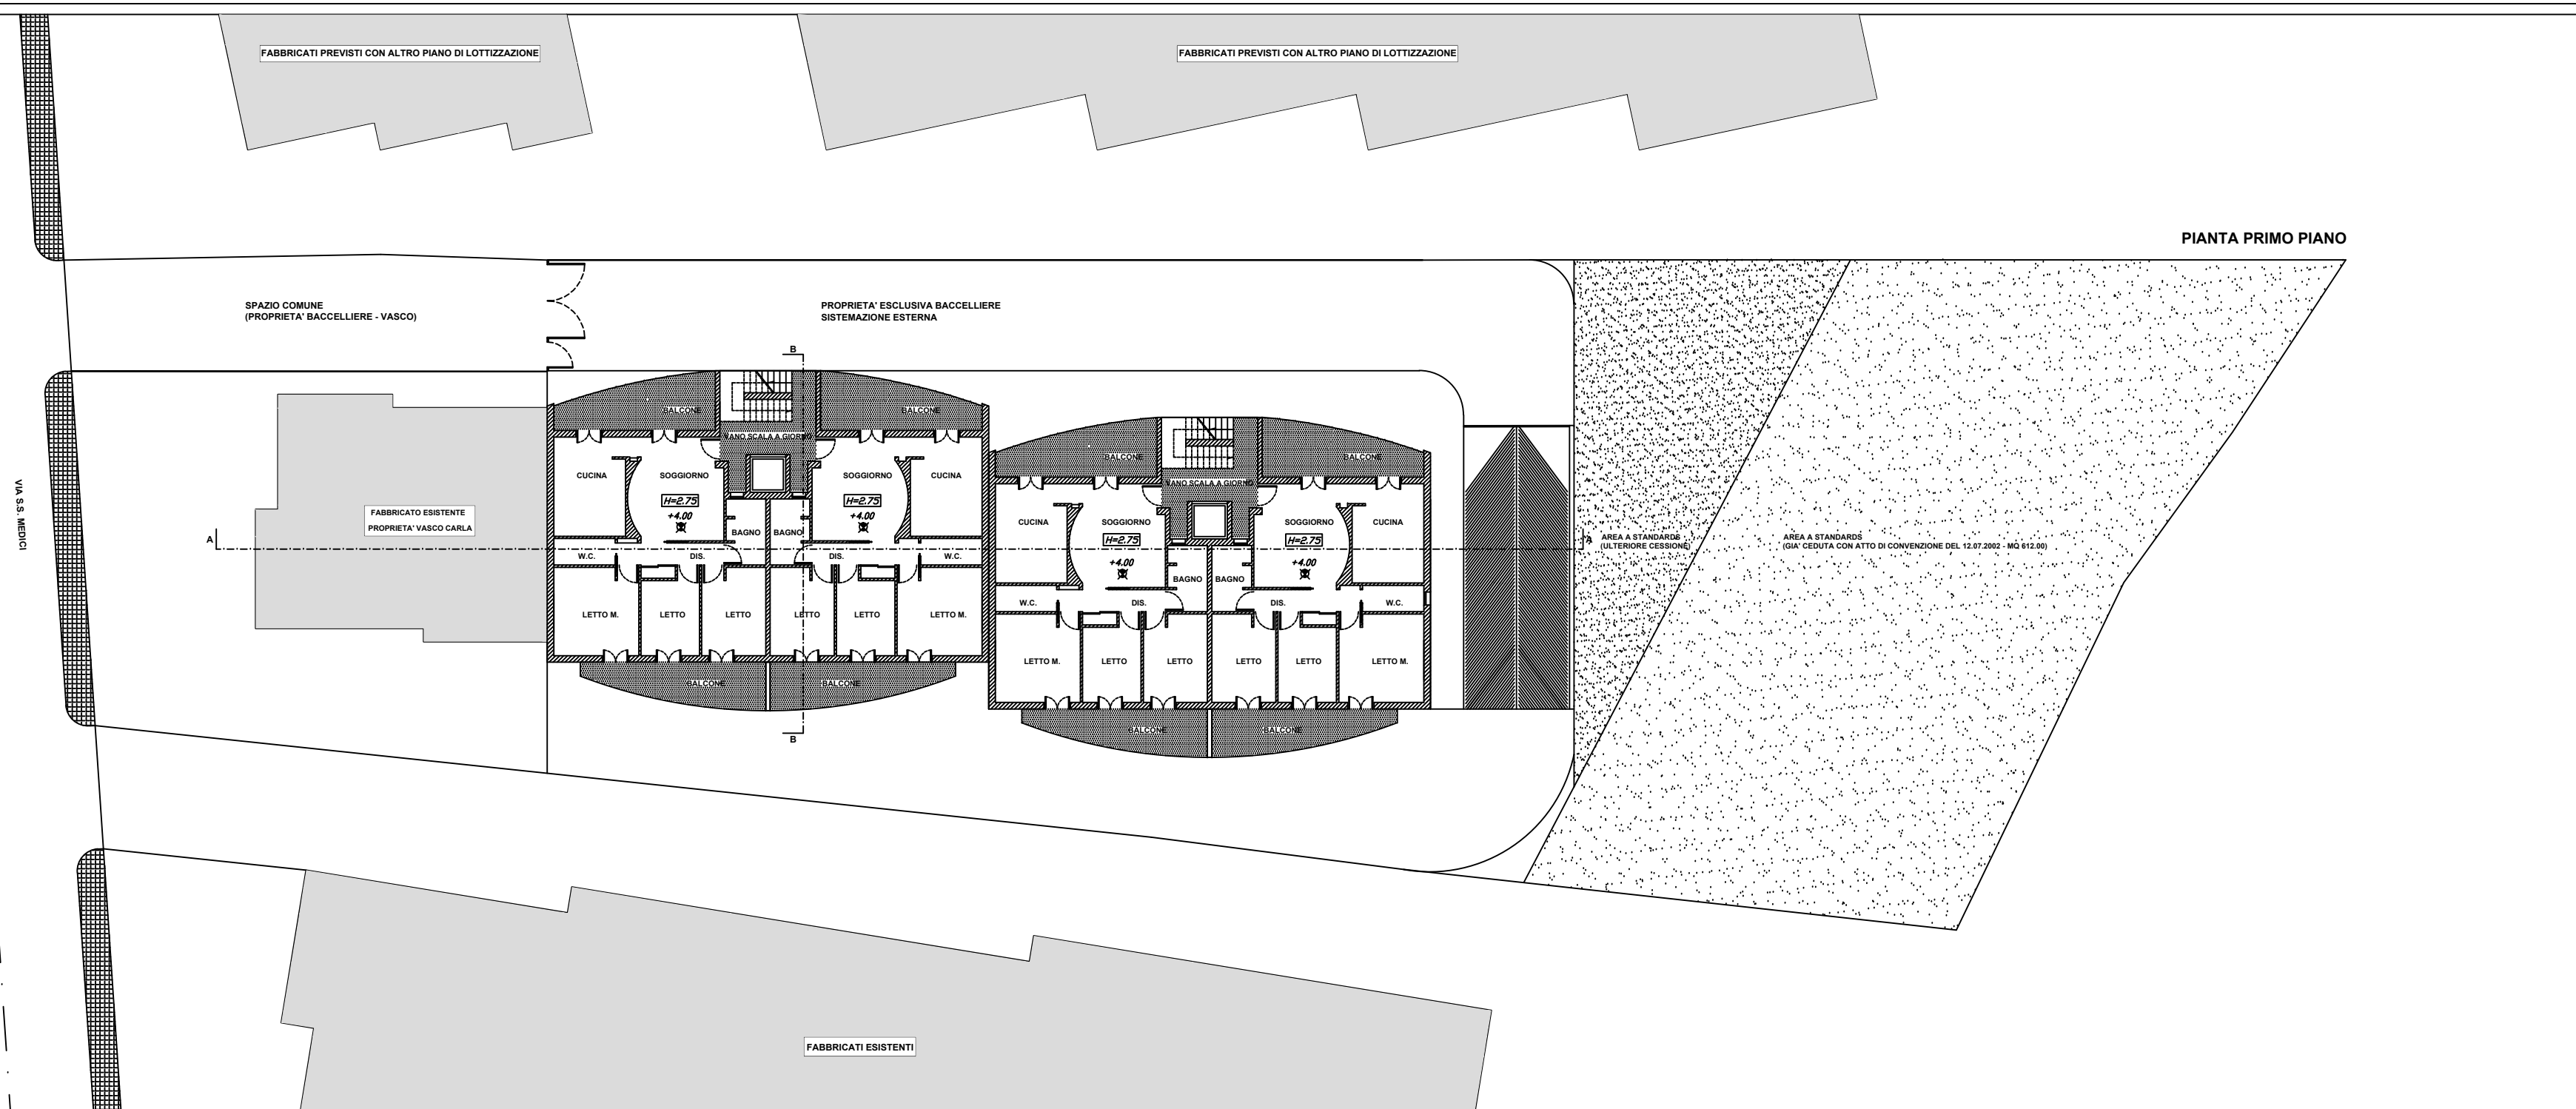 FABBRICATI PREVISTI CON ALTRO PIANO DI LOTTIZZAZIONE
FABBRICATI PREVISTI CON ALTRO PIANO DI LOTTIZZAZIONE
PIANTA PRIMO PIANO
SPAZIO COMUNE
(PROPRIETA' BACCELLIERE - VASCO)
PROPRIETA' ESCLUSIVA BACCELLIERE
SISTEMAZIONE ESTERNA
VIA S.S. MEDICI
FABBRICATO ESISTENTE
PROPRIETA' VASCO CARLA
A
B
BALCONE
BALCONE
VANO SCALA A GIORNO
CUCINA
SOGGIORNO
SOGGIORNO
CUCINA
H=2.75
H=2.75
+4.00
+4.00
BAGNO
BAGNO
W.C.
DIS.
DIS.
W.C.
LETTO M.
LETTO
LETTO
LETTO
LETTO
LETTO M.
BALCONE
BALCONE
B
BALCONE
BALCONE
VANO SCALA A GIORNO
CUCINA
SOGGIORNO
SOGGIORNO
CUCINA
H=2.75
H=2.75
+4.00
+4.00
BAGNO
BAGNO
W.C.
DIS.
DIS.
W.C.
LETTO M.
LETTO
LETTO
LETTO
LETTO
LETTO M.
BALCONE
BALCONE
A
AREA A STANDARDS
(ULTERIORE CESSIONE)
AREA A STANDARDS
(GIA' CEDUTA CON ATTO DI CONVENZIONE DEL 12.07.2002 - MQ 612.00)
FABBRICATI ESISTENTI